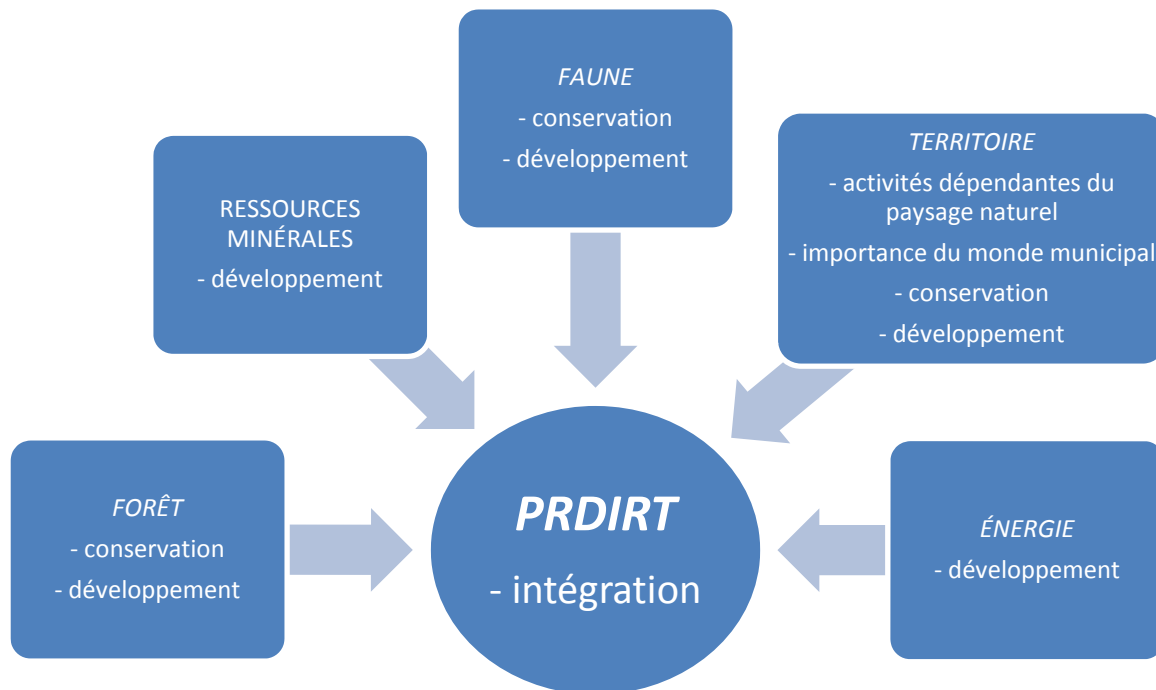 FORÊT
- conservation
- développement
RESSOURCES
MINÉRALES
- développement
FAUNE
- conservation
- développement
TERRITOIRE
- activités dépendantes du
paysage naturel
- importance du monde municipal
- conservation
- développement
ÉNERGIE
- développement
PRDIRT
- intégration